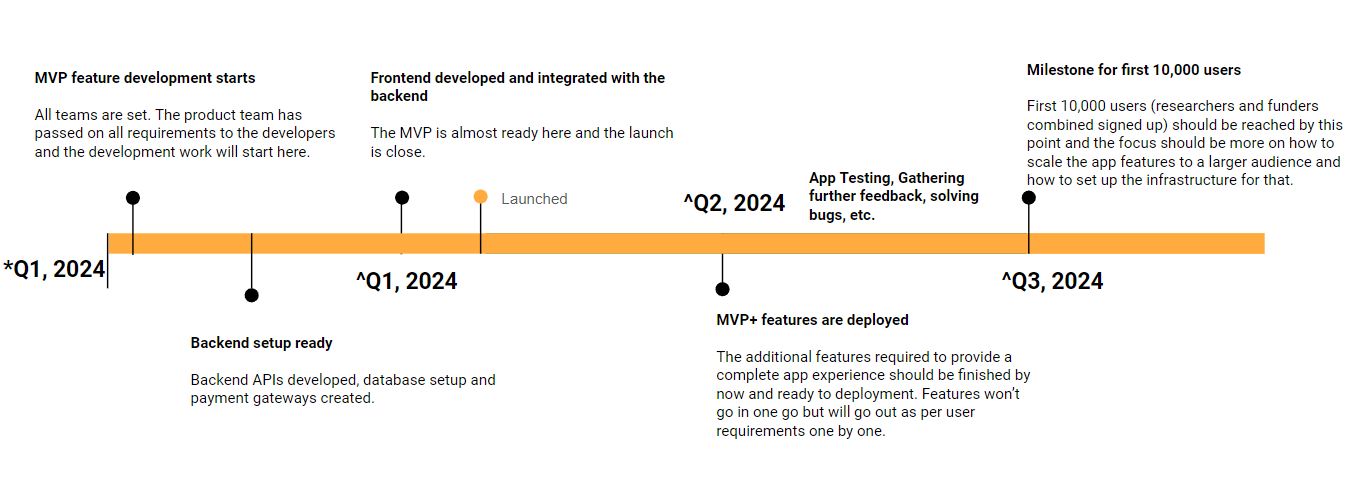 MVP feature development starts
All teams are set. The product team has
passed on all requirements to the developers
and the development work will start here.
Frontend developed and integrated with the
backend
The MVP is almost ready here and the launch
is close.
Milestone for first 10,000 users
First 10,000 users (researchers and funders
combined signed up) should be reached by this
point and the focus should be more on how to
scale the app features to a larger audience and
how to set up the infrastructure for that.
Launched
^Q2, 2024
App Testing, Gathering
further feedback, solving
bugs, etc.
*Q1, 2024
^Q1, 2024
^Q3, 2024
Backend setup ready
Backend APIs developed, database setup and
payment gateways created.
MVP+ features are deployed
The additional features required to provide a
complete app experience should be finished by
now and ready to deployment. Features won’t
go in one go but will go out as per user
requirements one by one.